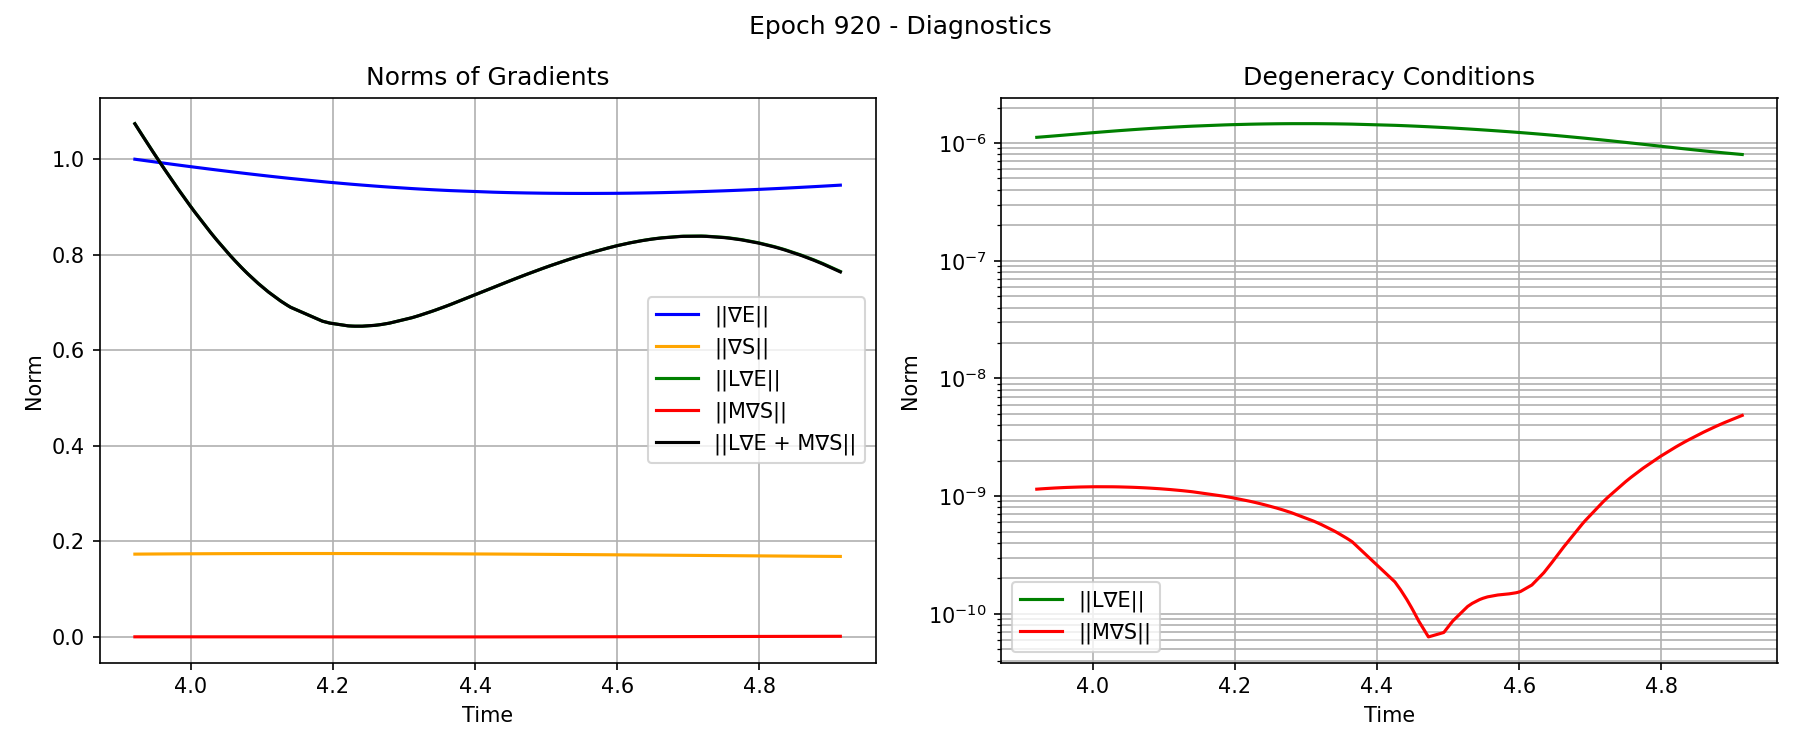 Epoch 920 - Diagnostics
Norms of Gradients
Norm
1.0
0.8
0.6
0.4
0.2
0.0
||∇E||
||∇S||
||L∇E||
||M∇S||
||L∇E + M∇S||
4.0 4.2 4.4 4.6 4.8
Time
Degeneracy Conditions
Norm
10⁻⁶
10⁻⁷
10⁻⁸
10⁻⁹
10⁻¹⁰
||L∇E||
||M∇S||
4.0 4.2 4.4 4.6 4.8
Time